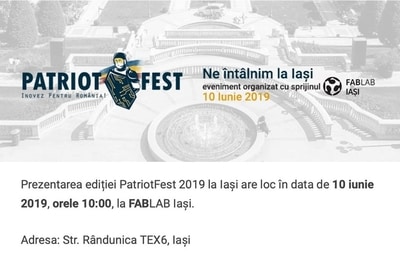 PATRIOT FEST
INOVEZ PENTRU ROMÂNIA!
Ne întâlnim la Iași
eveniment organizat cu sprijinul
10 Iunie 2019
FABLAB
IAȘI
Prezentarea ediției PatriotFest 2019 la Iași are loc în data de 10 iunie
2019, orele 10:00, la FABLAB Iași.
Adresa: Str. Rândunica TEX6, Iași